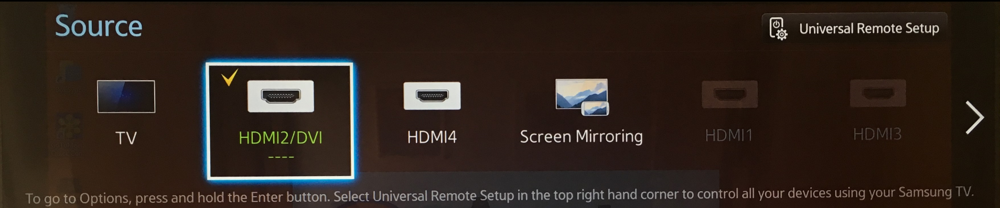 Source
Universal Remote Setup
TV
HDMI2/DVI
----
HDMI4
Screen Mirroring
HDMI1
HDMI3
To go to Options, press and hold the Enter button. Select Universal Remote Setup in the top right hand corner to control all your devices using your Samsung TV.